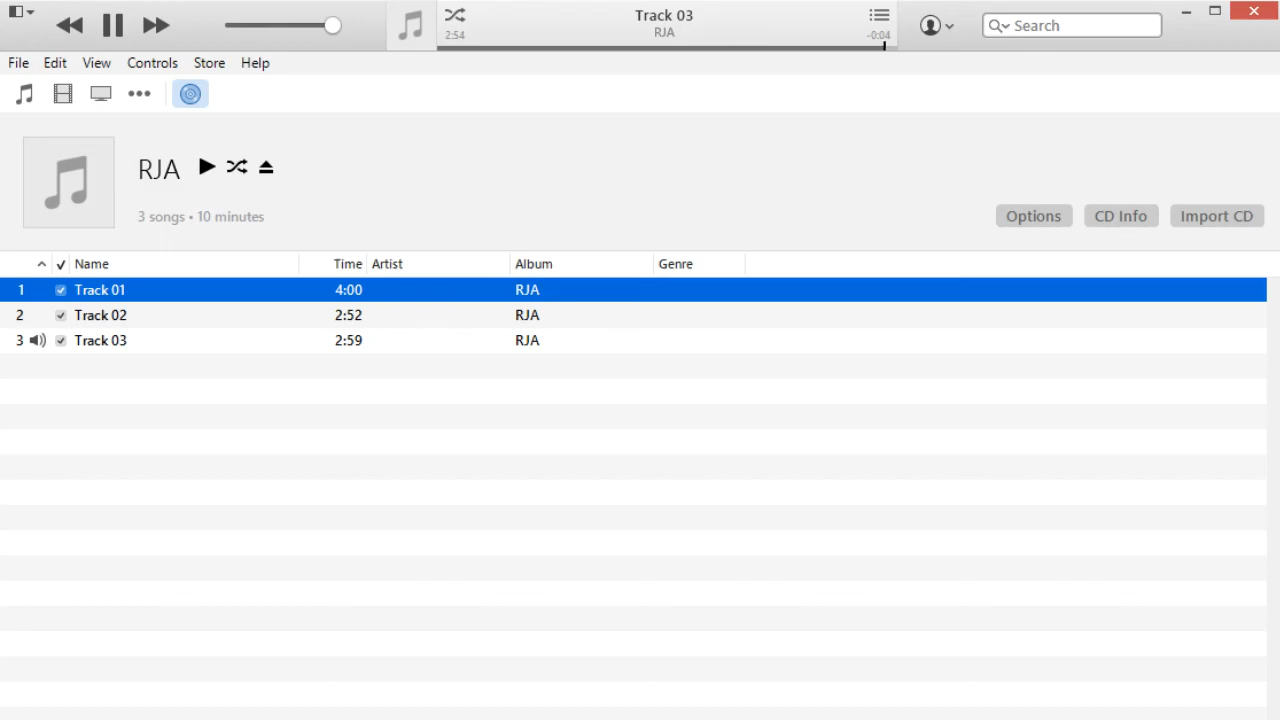 Track 03
RJA
2:54
-0:04
Search
File Edit View Controls Store Help
RJA
3 songs • 10 minutes
Options CD Info Import CD
Name Time Artist Album Genre
1 Track 01 4:00 RJA
2 Track 02 2:52 RJA
3 Track 03 2:59 RJA